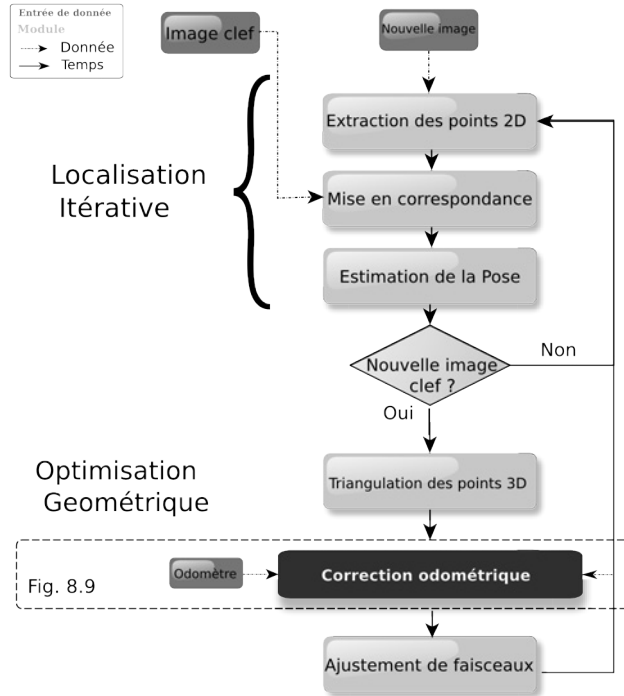 Entrée de donnée
Module
Donnée
Temps
Image clef
Nouvelle image
Extraction des points 2D
Localisation
Itérative
Mise en correspondance
Estimation de la Pose
Nouvelle image
clef ?
Non
Oui
Optimisation
Geométrique
Triangulation des points 3D
Odomètre
Correction odométrique
Fig. 8.9
Ajustement de faisceaux